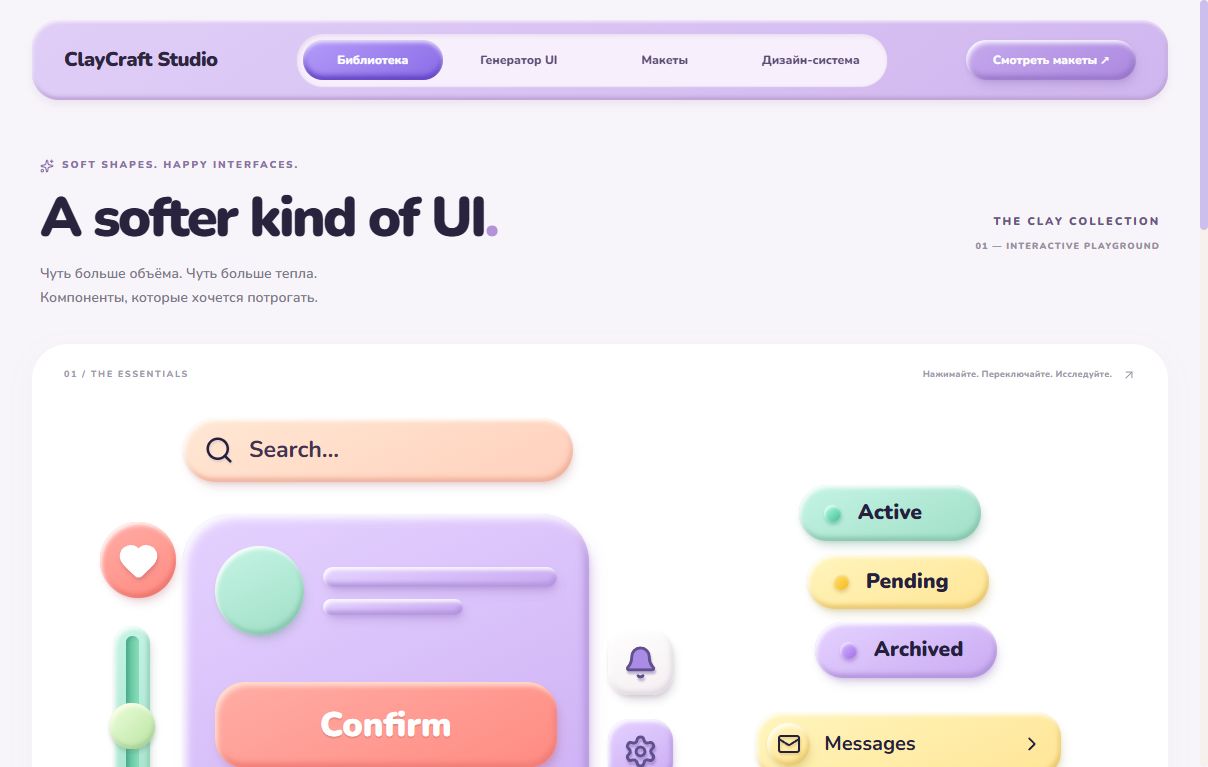 ClayCraft Studio
Библиотека
Генератор UI
Макеты
Дизайн-система
Смотреть макеты ↗
SOFT SHAPES. HAPPY INTERFACES.
A softer kind of UI.
THE CLAY COLLECTION
01 — INTERACTIVE PLAYGROUND
Чуть больше объёма. Чуть больше тепла.
Компоненты, которые хочется потрогать.
01 / THE ESSENTIALS
Нажимайте. Переключайте. Исследуйте.
Search...
Active
Pending
Archived
Confirm
Messages